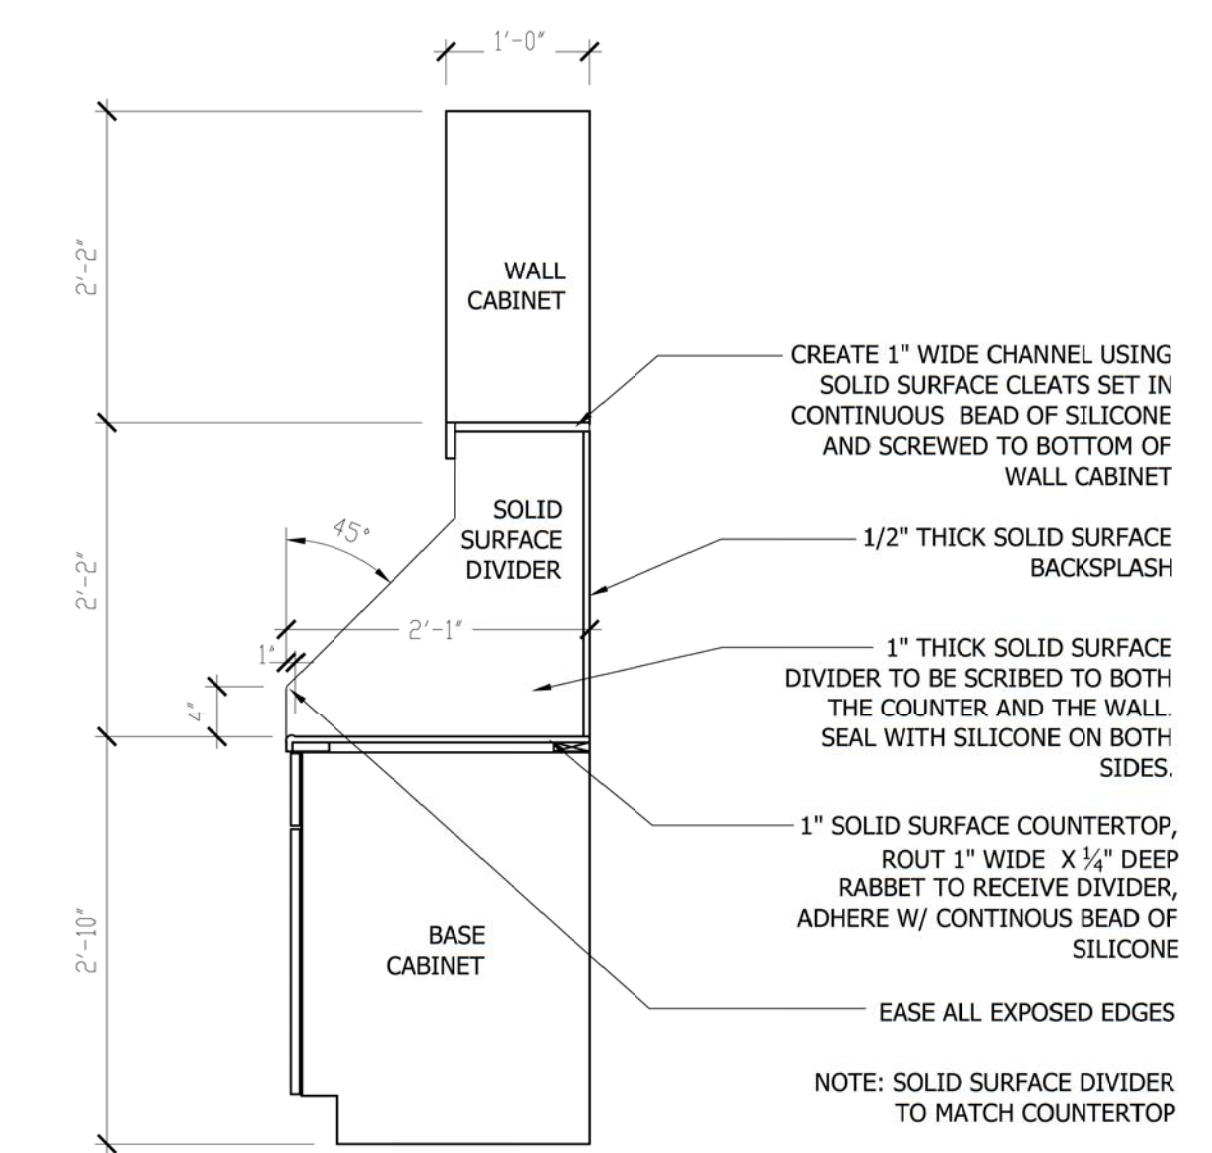 1'-0"
2'-2"
WALL
CABINET
CREATE 1" WIDE CHANNEL USING
SOLID SURFACE CLEATS SET IN
CONTINUOUS BEAD OF SILICONE
AND SCREWED TO BOTTOM OF
WALL CABINET
45°
SOLID
SURFACE
DIVIDER
2'-2"
1/2" THICK SOLID SURFACE
BACKSPLASH
2'-1"
1"
4"
1" THICK SOLID SURFACE
DIVIDER TO BE SCRIBED TO BOTH
THE COUNTER AND THE WALL.
SEAL WITH SILICONE ON BOTH
SIDES.
1" SOLID SURFACE COUNTERTOP,
ROUT 1" WIDE X ¼" DEEP
RABBET TO RECEIVE DIVIDER,
ADHERE W/ CONTINOUS BEAD OF
SILICONE
2'-10"
BASE
CABINET
EASE ALL EXPOSED EDGES
NOTE: SOLID SURFACE DIVIDER
TO MATCH COUNTERTOP